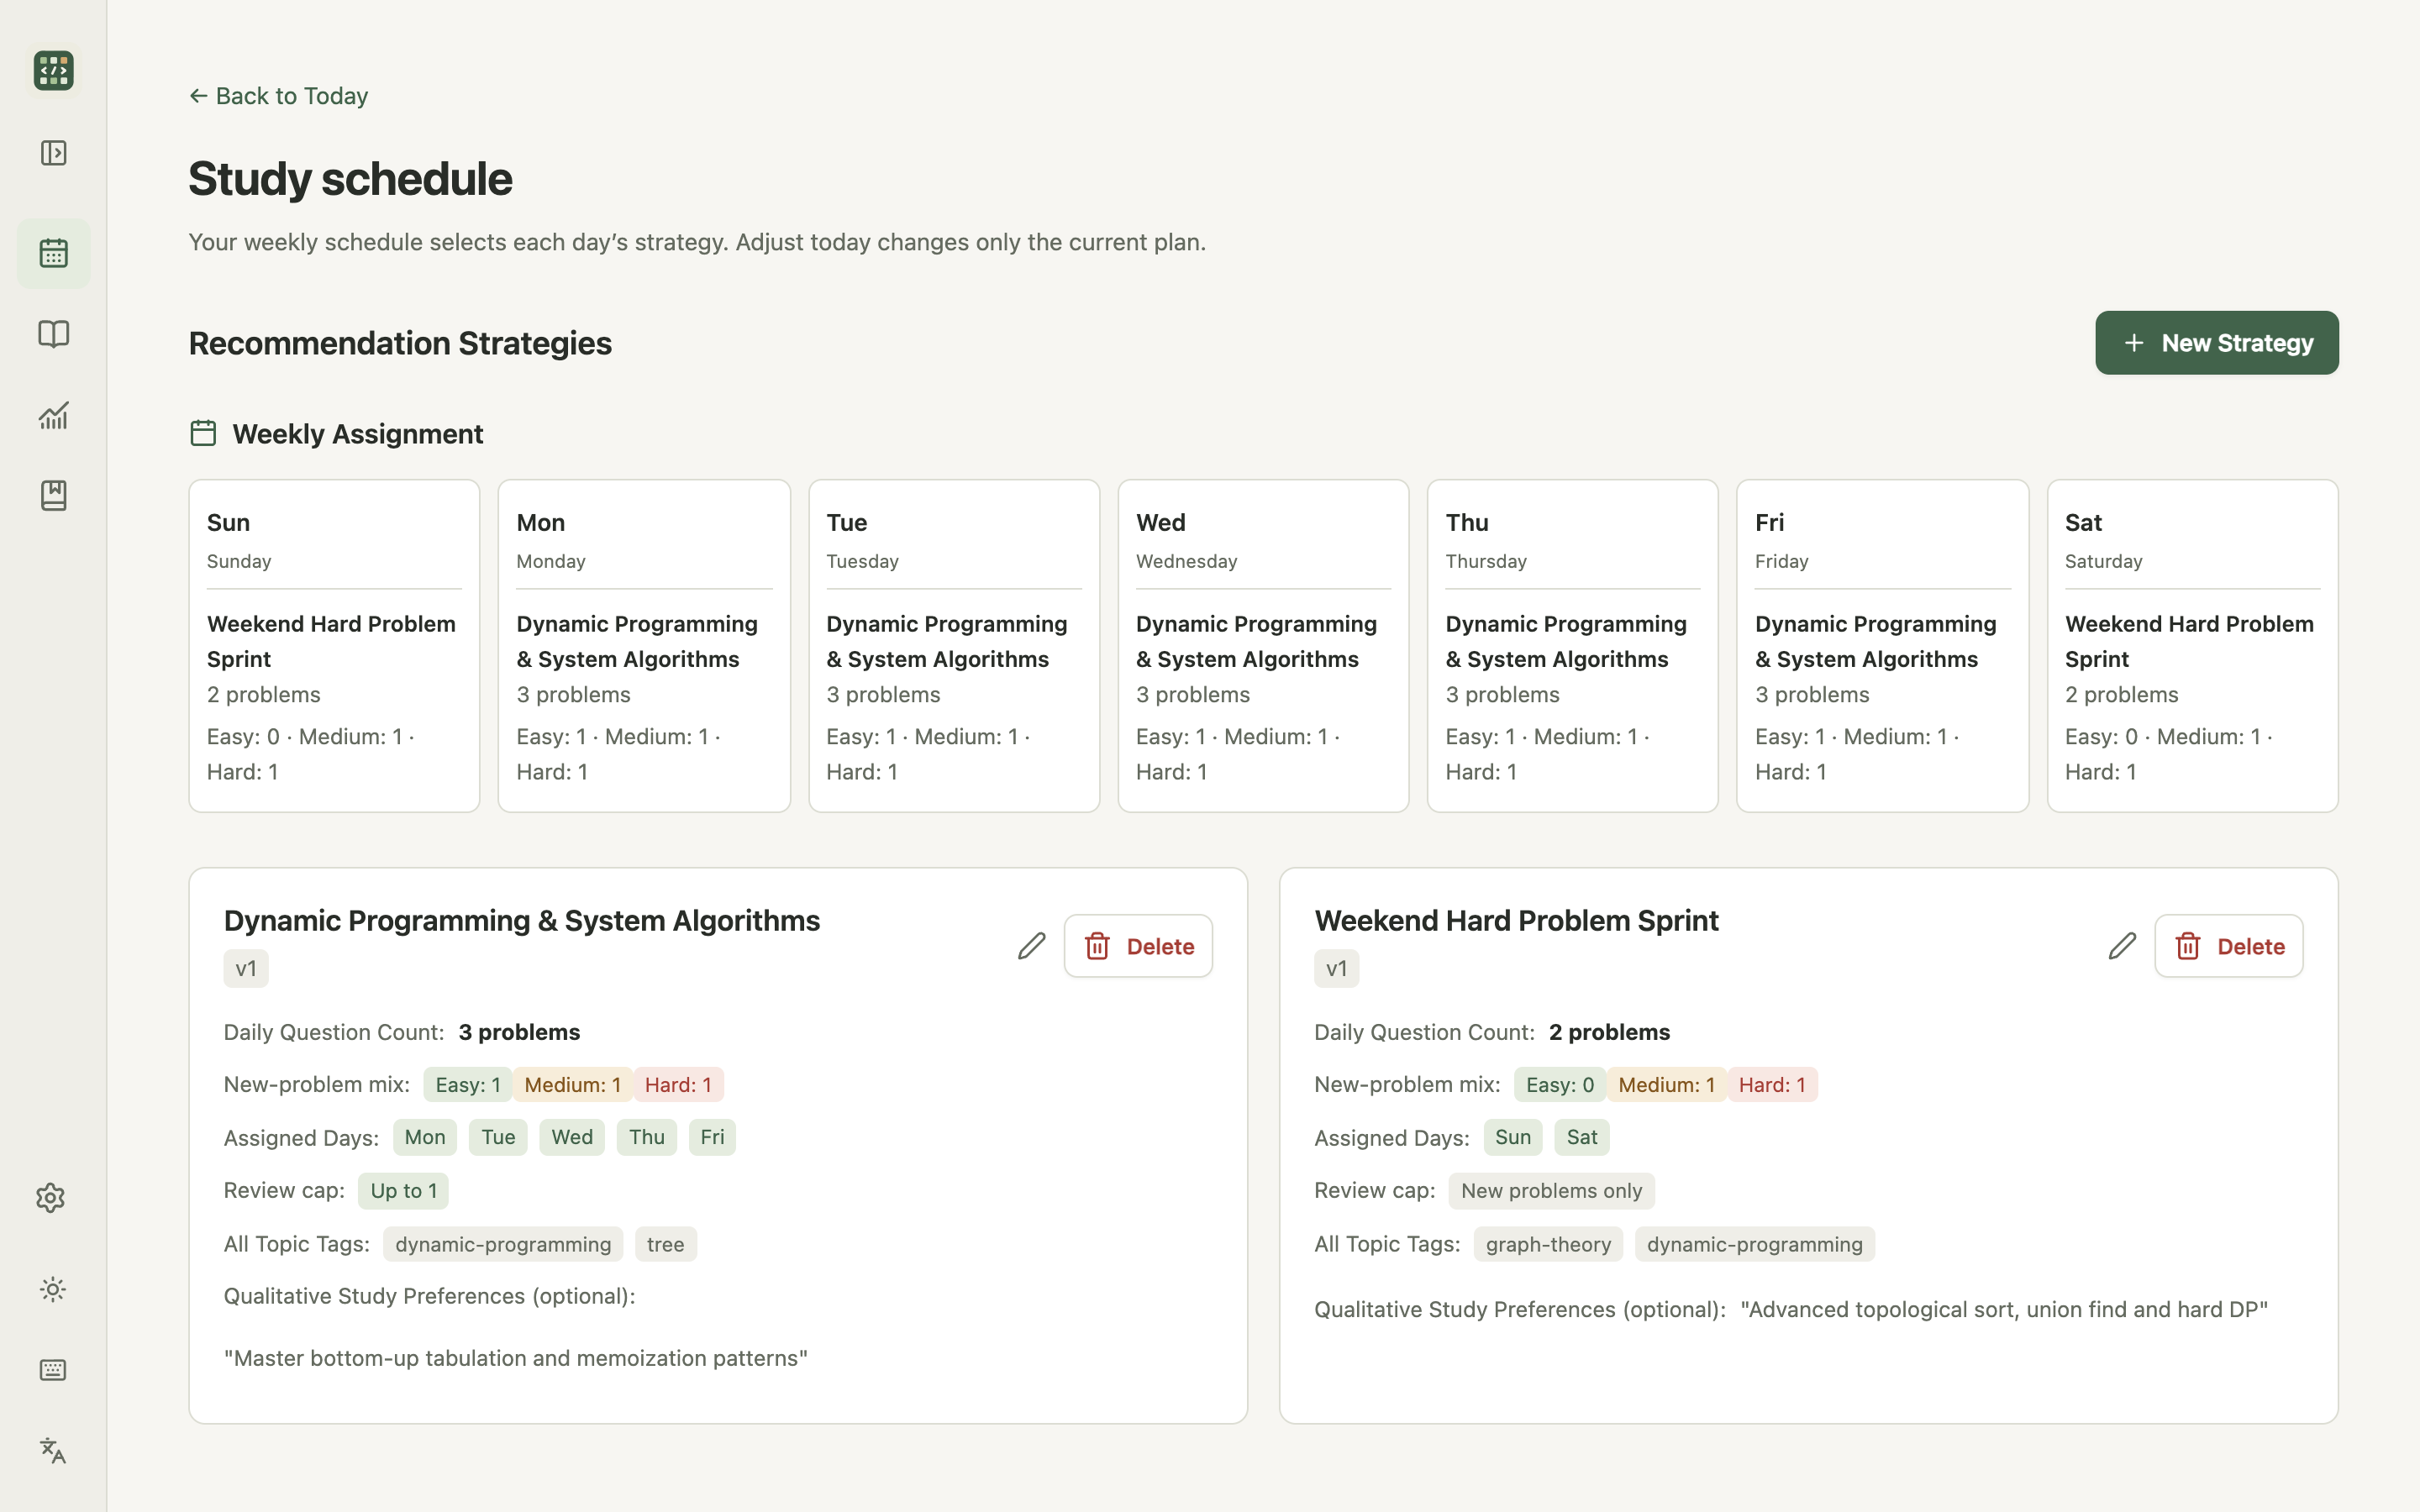 ← Back to Today
Study schedule
Your weekly schedule selects each day’s strategy. Adjust today changes only the current plan.
Recommendation Strategies
+ New Strategy
Weekly Assignment
Sun
Sunday
Weekend Hard Problem
Sprint
2 problems
Easy: 0 · Medium: 1 ·
Hard: 1
Mon
Monday
Dynamic Programming
& System Algorithms
3 problems
Easy: 1 · Medium: 1 ·
Hard: 1
Tue
Tuesday
Dynamic Programming
& System Algorithms
3 problems
Easy: 1 · Medium: 1 ·
Hard: 1
Wed
Wednesday
Dynamic Programming
& System Algorithms
3 problems
Easy: 1 · Medium: 1 ·
Hard: 1
Thu
Thursday
Dynamic Programming
& System Algorithms
3 problems
Easy: 1 · Medium: 1 ·
Hard: 1
Fri
Friday
Dynamic Programming
& System Algorithms
3 problems
Easy: 1 · Medium: 1 ·
Hard: 1
Sat
Saturday
Weekend Hard Problem
Sprint
2 problems
Easy: 0 · Medium: 1 ·
Hard: 1
Dynamic Programming & System Algorithms
v1
Delete
Daily Question Count: 3 problems
New-problem mix: Easy: 1 Medium: 1 Hard: 1
Assigned Days: Mon Tue Wed Thu Fri
Review cap: Up to 1
All Topic Tags: dynamic-programming tree
Qualitative Study Preferences (optional):
"Master bottom-up tabulation and memoization patterns"
Weekend Hard Problem Sprint
v1
Delete
Daily Question Count: 2 problems
New-problem mix: Easy: 0 Medium: 1 Hard: 1
Assigned Days: Sun Sat
Review cap: New problems only
All Topic Tags: graph-theory dynamic-programming
Qualitative Study Preferences (optional): "Advanced topological sort, union find and hard DP"